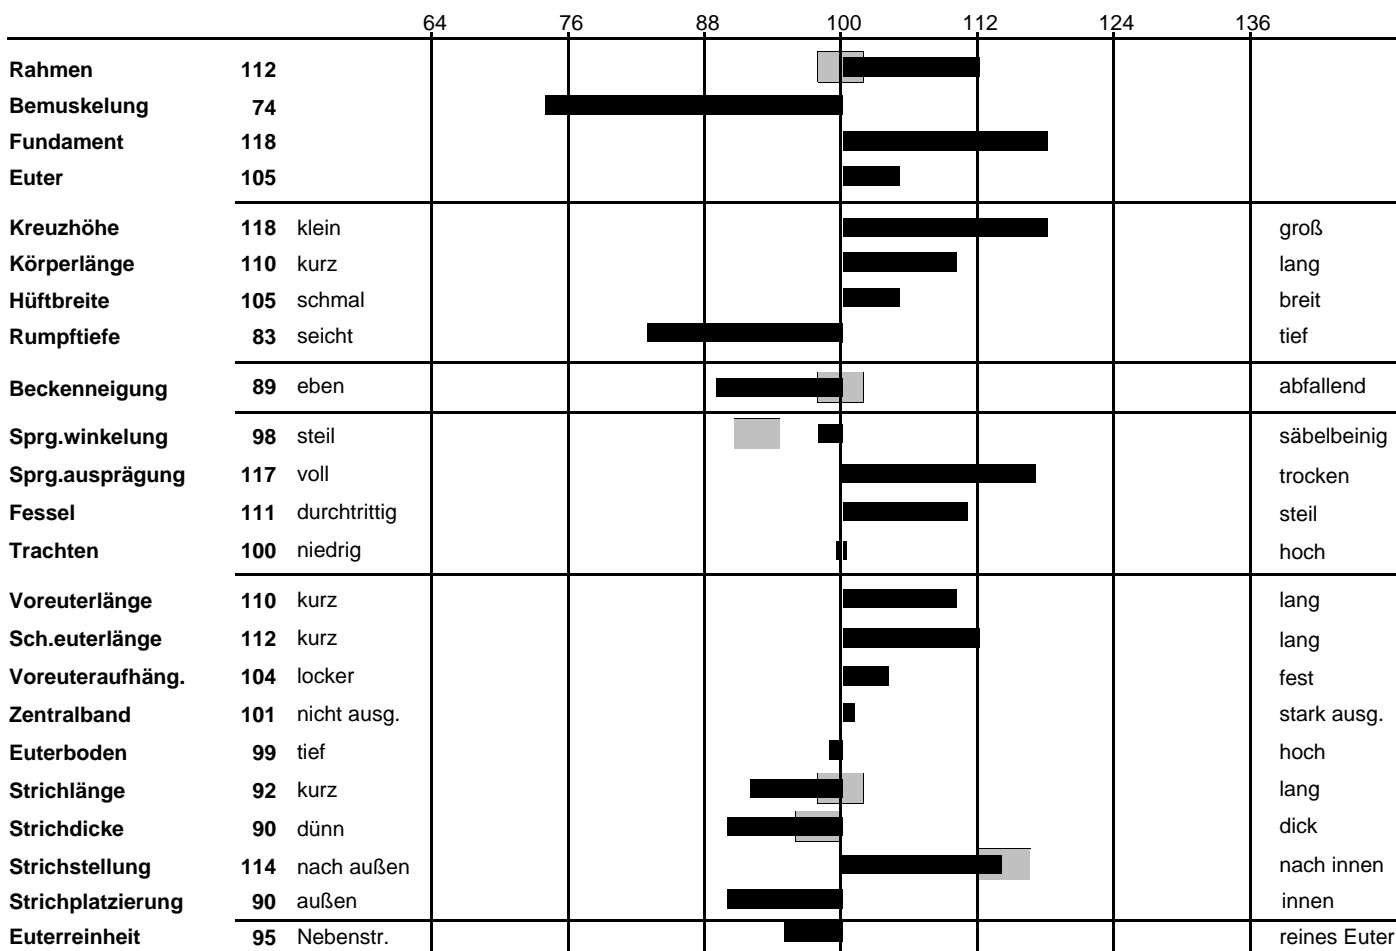 64 76 88 100 112 124 136
Rahmen 112
Bemuskelung 74
Fundament 118
Euter 105
Kreuzhöhe 118 klein groß
Körperlänge 110 kurz lang
Hüftbreite 105 schmal breit
Rumpftiefe 83 seicht tief
Beckenneigung 89 eben abfallend
Sprg.winkelung 98 steil säbelbeinig
Sprg.ausprägung 117 voll trocken
Fessel 111 durchtrittig steil
Trachten 100 niedrig hoch
Voreuterlänge 110 kurz lang
Sch.euterlänge 112 kurz lang
Voreuteraufhäng. 104 locker fest
Zentralband 101 nicht ausg. stark ausg.
Euterboden 99 tief hoch
Strichlänge 92 kurz lang
Strichdicke 90 dünn dick
Strichstellung 114 nach außen nach innen
Strichplatzierung 90 außen innen
Euterreinheit 95 Nebenstr. reines Euter